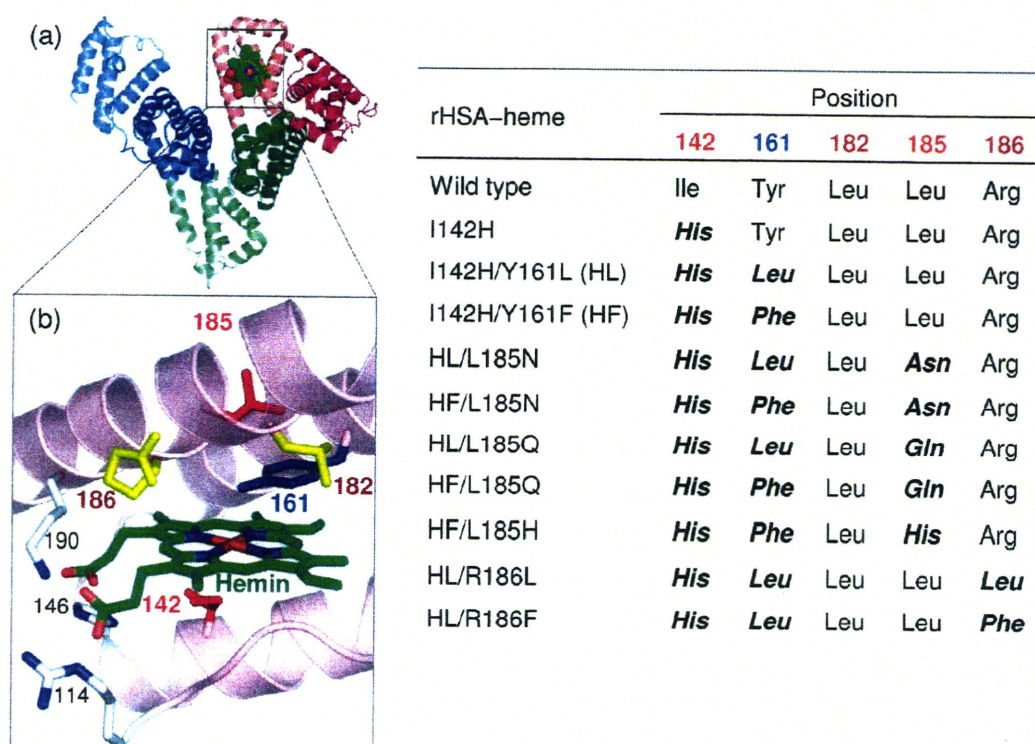 (a)
(b)
185
186
161
182
190
Hemin
146
142
114
rHSA–heme Position
142 161 182 185 186
Wild type Ile Tyr Leu Leu Arg
I142H His Tyr Leu Leu Arg
I142H/Y161L (HL) His Leu Leu Leu Arg
I142H/Y161F (HF) His Phe Leu Leu Arg
HL/L185N His Leu Leu Asn Arg
HF/L185N His Phe Leu Asn Arg
HL/L185Q His Leu Leu Gln Arg
HF/L185Q His Phe Leu Gln Arg
HF/L185H His Phe Leu His Arg
HL/R186L His Leu Leu Leu Leu
HL/R186F His Leu Leu Leu Phe